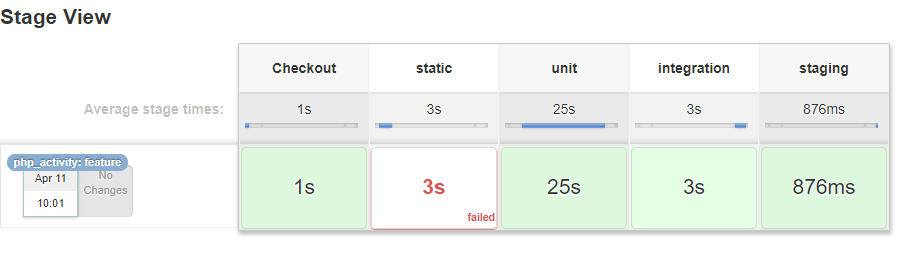 Stage View
Checkout static unit integration staging
Average stage times: 1s 3s 25s 3s 876ms
php_activity: feature
Apr 11 No Changes
10:01
1s 3s 25s 3s 876ms
failed